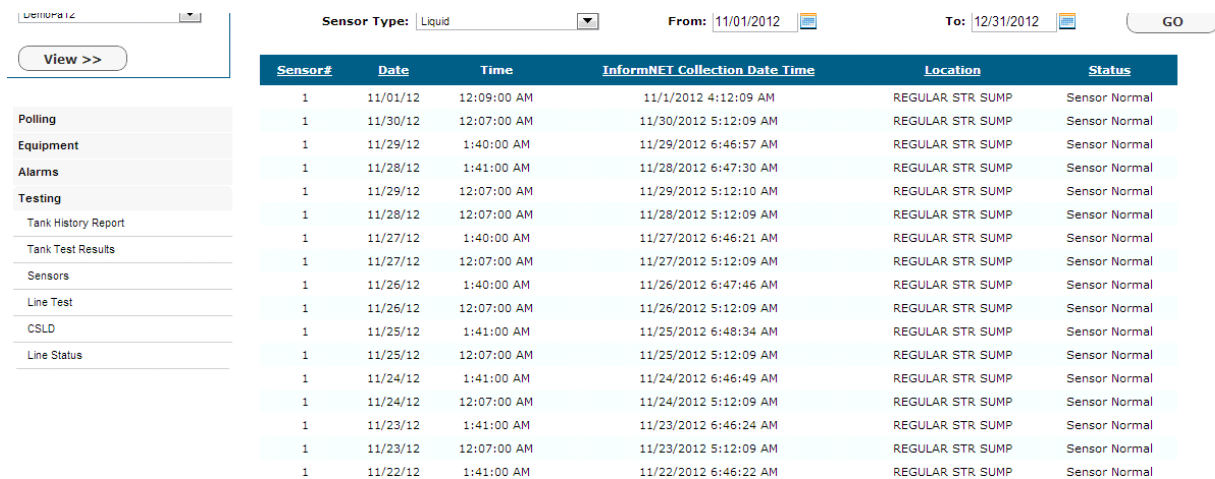 DemoPa12
Sensor Type: Liquid From: 11/01/2012 To: 12/31/2012 GO
View >>
Sensor# Date Time InformNET Collection Date Time Location Status
1 11/01/12 12:09:00 AM 11/1/2012 4:12:09 AM REGULAR STR SUMP Sensor Normal
1 11/30/12 12:07:00 AM 11/30/2012 5:12:09 AM REGULAR STR SUMP Sensor Normal
1 11/29/12 1:40:00 AM 11/29/2012 6:46:57 AM REGULAR STR SUMP Sensor Normal
1 11/28/12 1:41:00 AM 11/28/2012 6:47:30 AM REGULAR STR SUMP Sensor Normal
1 11/29/12 12:07:00 AM 11/29/2012 5:12:10 AM REGULAR STR SUMP Sensor Normal
1 11/28/12 12:07:00 AM 11/28/2012 5:12:09 AM REGULAR STR SUMP Sensor Normal
1 11/27/12 1:40:00 AM 11/27/2012 6:46:21 AM REGULAR STR SUMP Sensor Normal
1 11/27/12 12:07:00 AM 11/27/2012 5:12:09 AM REGULAR STR SUMP Sensor Normal
1 11/26/12 1:40:00 AM 11/26/2012 6:47:46 AM REGULAR STR SUMP Sensor Normal
1 11/26/12 12:07:00 AM 11/26/2012 5:12:09 AM REGULAR STR SUMP Sensor Normal
1 11/25/12 1:41:00 AM 11/25/2012 6:48:34 AM REGULAR STR SUMP Sensor Normal
1 11/25/12 12:07:00 AM 11/25/2012 5:12:09 AM REGULAR STR SUMP Sensor Normal
1 11/24/12 1:41:00 AM 11/24/2012 6:46:49 AM REGULAR STR SUMP Sensor Normal
1 11/24/12 12:07:00 AM 11/24/2012 5:12:09 AM REGULAR STR SUMP Sensor Normal
1 11/23/12 1:41:00 AM 11/23/2012 6:46:24 AM REGULAR STR SUMP Sensor Normal
1 11/23/12 12:07:00 AM 11/23/2012 5:12:09 AM REGULAR STR SUMP Sensor Normal
1 11/22/12 1:41:00 AM 11/22/2012 6:46:22 AM REGULAR STR SUMP Sensor Normal
Polling
Equipment
Alarms
Testing
Tank History Report
Tank Test Results
Sensors
Line Test
CSLD
Line Status